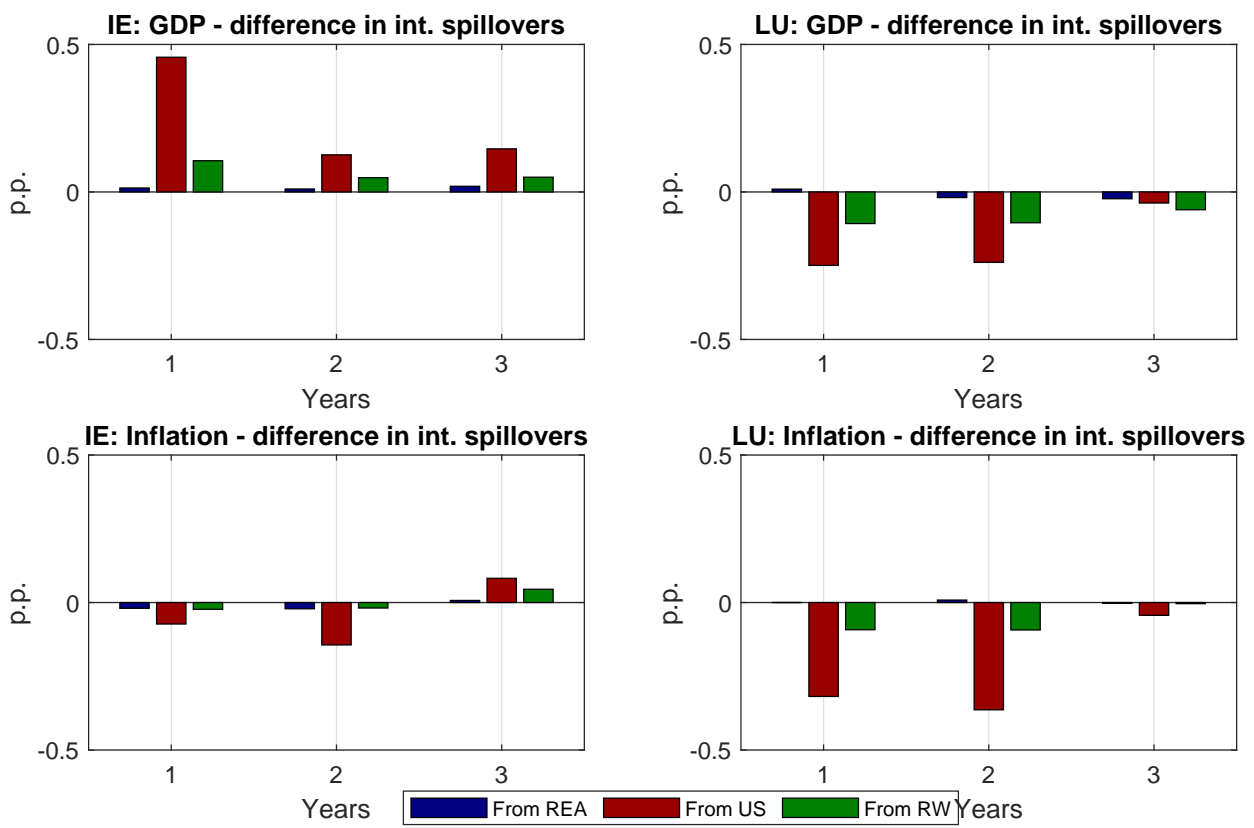 IE: GDP - difference in int. spillovers
0.5
0
-0.5
p.p.
1 2 3
Years
LU: GDP - difference in int. spillovers
0.5
0
-0.5
p.p.
1 2 3
Years
IE: Inflation - difference in int. spillovers
0.5
0
-0.5
p.p.
1 2 3
Years
LU: Inflation - difference in int. spillovers
0.5
0
-0.5
p.p.
1 2 3
Years
From REA From US From RW